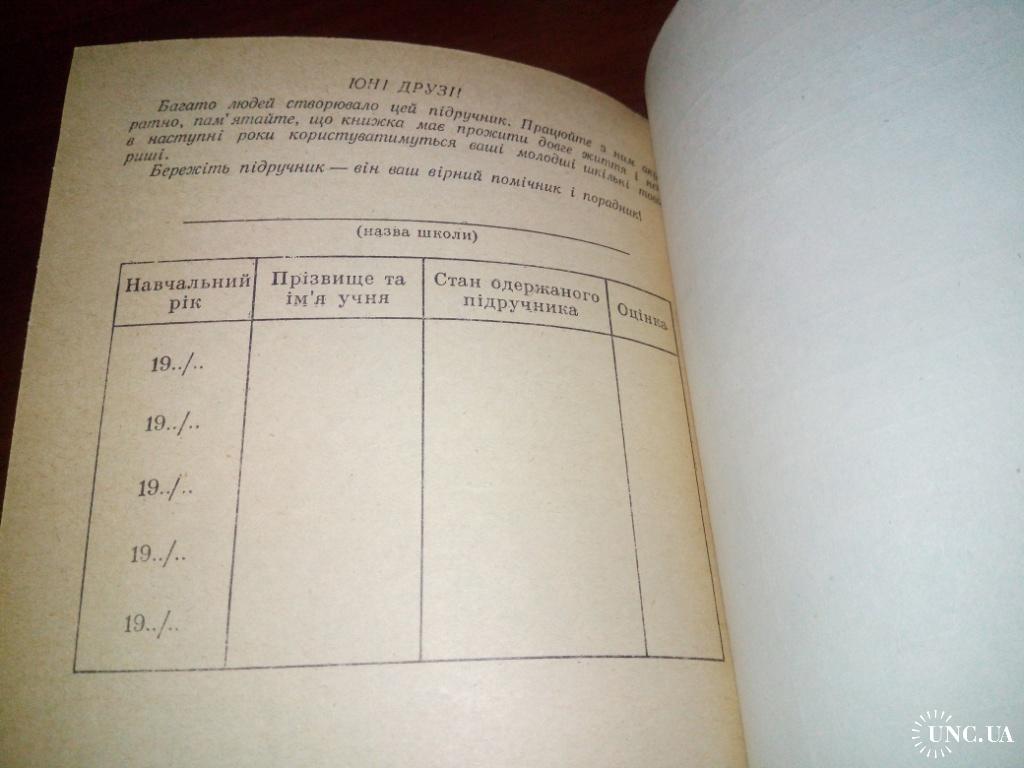 ЮНІ ДРУЗІ!
Багато людей створювало цей підручник. Працюйте з ним
ратно, пам'ятайте, що книжка має прожити довге життя і
в наступні роки користуватимуться ваші молодші шкільні
риші.
Бережіть підручник — він ваш вірний помічник і порадник!
(назва школи)
Навчальний рік
Прізвище та ім'я учня
Стан одержаного підручника
Оцінка
19../..
19../..
19../..
19../..
19../..
UNC.UA